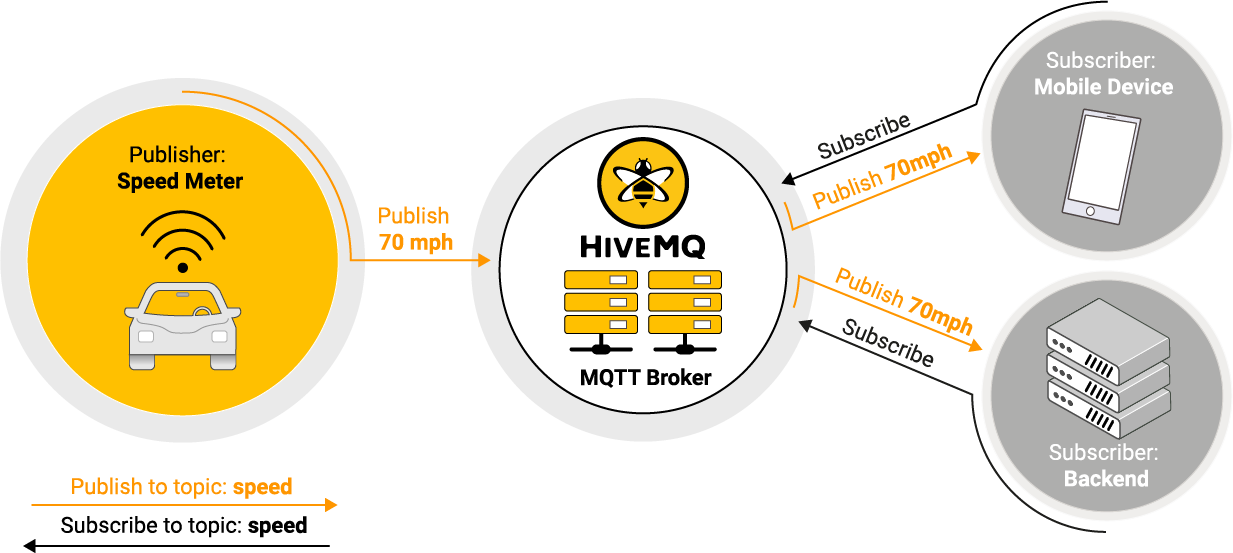 Publisher:
Speed Meter
Publish
70 mph
HIVEMQ
MQTT Broker
Subscribe
Publish 70mph
Subscriber:
Mobile Device
Publish 70mph
Subscribe
Subscriber:
Backend
Publish to topic: speed
Subscribe to topic: speed